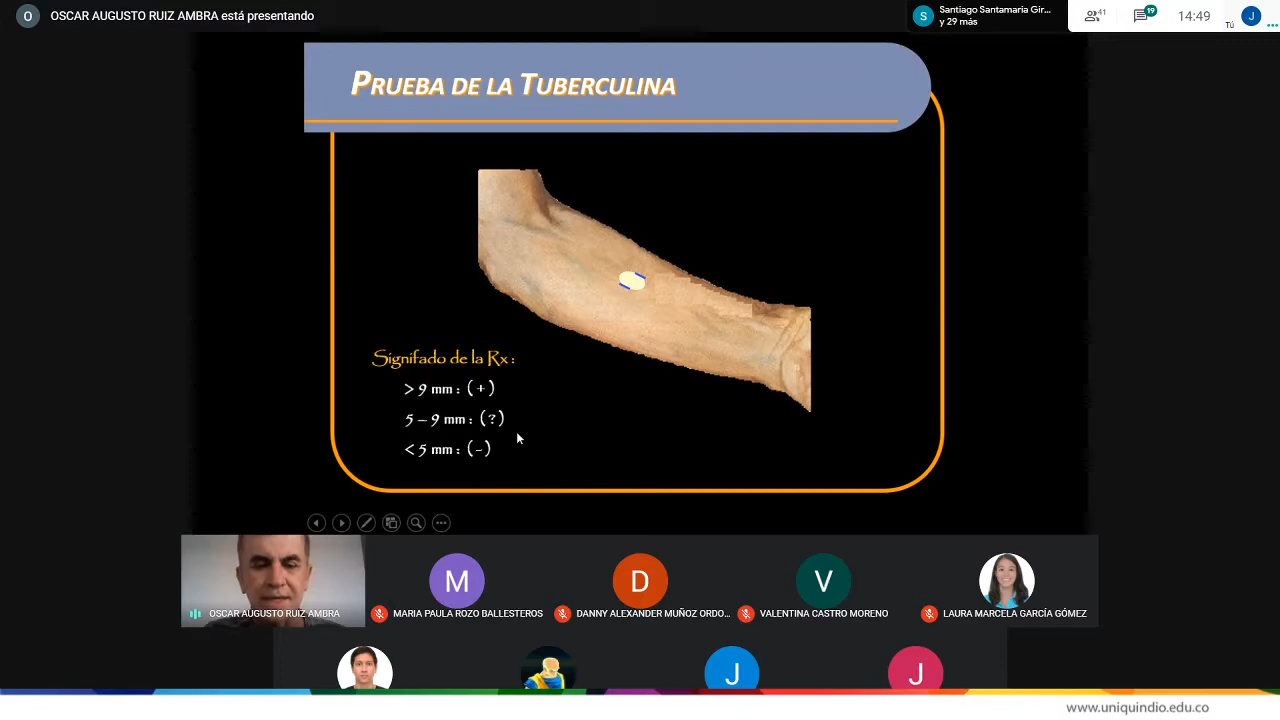 O
OSCAR AUGUSTO RUIZ AMBRA está presentando
S
Santiago Santamaria Gir...
y 29 más
41
19
14:49
Tú
J
PRUEBA DE LA TUBERCULINA
Signifado de la Rx :
> 9 mm : ( + )
5 – 9 mm : ( ? )
< 5 mm : ( - )
M
D
V
OSCAR AUGUSTO RUIZ AMBRA
MARIA PAULA ROZO BALLESTEROS
DANNY ALEXANDER MUÑOZ ORDO...
VALENTINA CASTRO MORENO
LAURA MARCELA GARCÍA GÓMEZ
J
J
www.uniquindio.edu.co